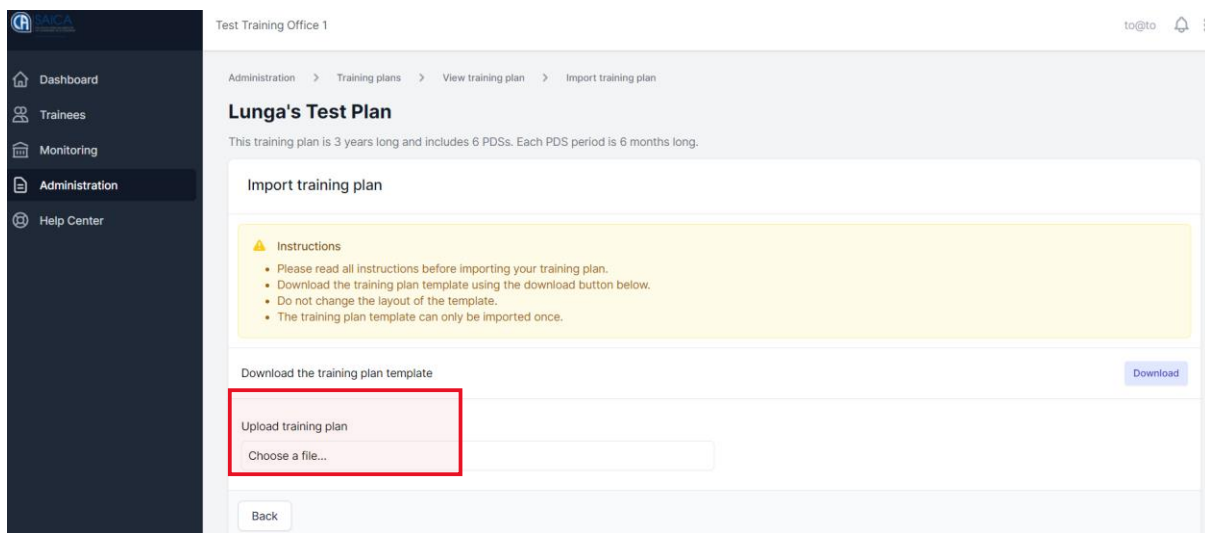 SAICA
Test Training Office 1
to@to
Dashboard
Trainees
Monitoring
Administration
Help Center
Administration > Training plans > View training plan > Import training plan
Lunga's Test Plan
This training plan is 3 years long and includes 6 PDSs. Each PDS period is 6 months long.
Import training plan
Instructions
• Please read all instructions before importing your training plan.
• Download the training plan template using the download button below.
• Do not change the layout of the template.
• The training plan template can only be imported once.
Download the training plan template
Download
Upload training plan
Choose a file...
Back